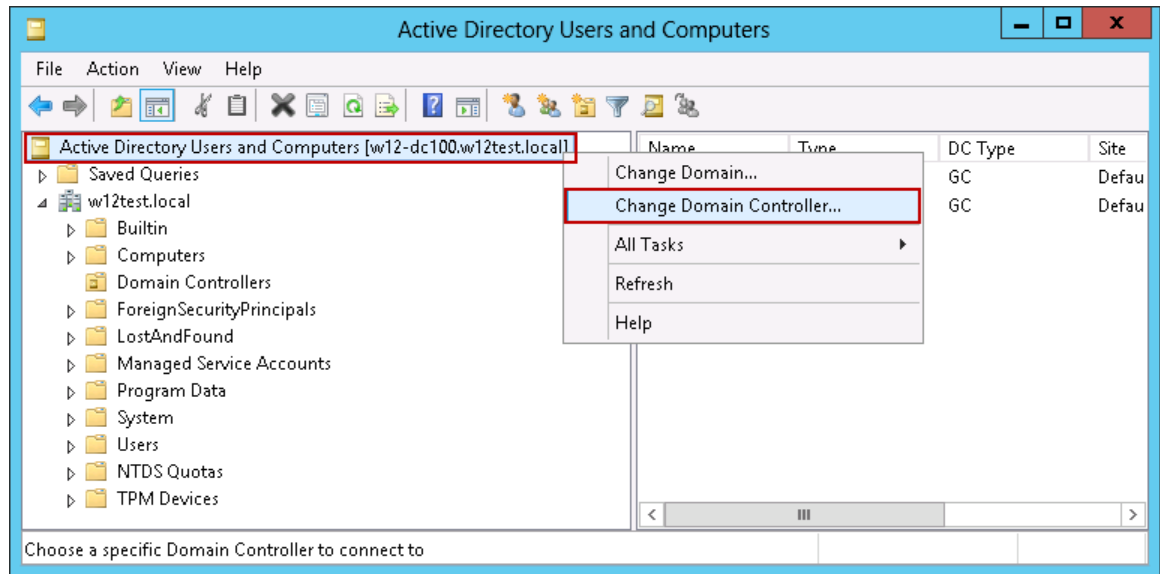 Active Directory Users and Computers
File Action View Help
Active Directory Users and Computers [w12-dc100.w12test.local]
Saved Queries
w12test.local
Builtin
Computers
Domain Controllers
ForeignSecurityPrincipals
LostAndFound
Managed Service Accounts
Program Data
System
Users
NTDS Quotas
TPM Devices
Name Type DC Type Site
GC Defau
GC Defau
Change Domain...
Change Domain Controller...
All Tasks
Refresh
Help
Choose a specific Domain Controller to connect to